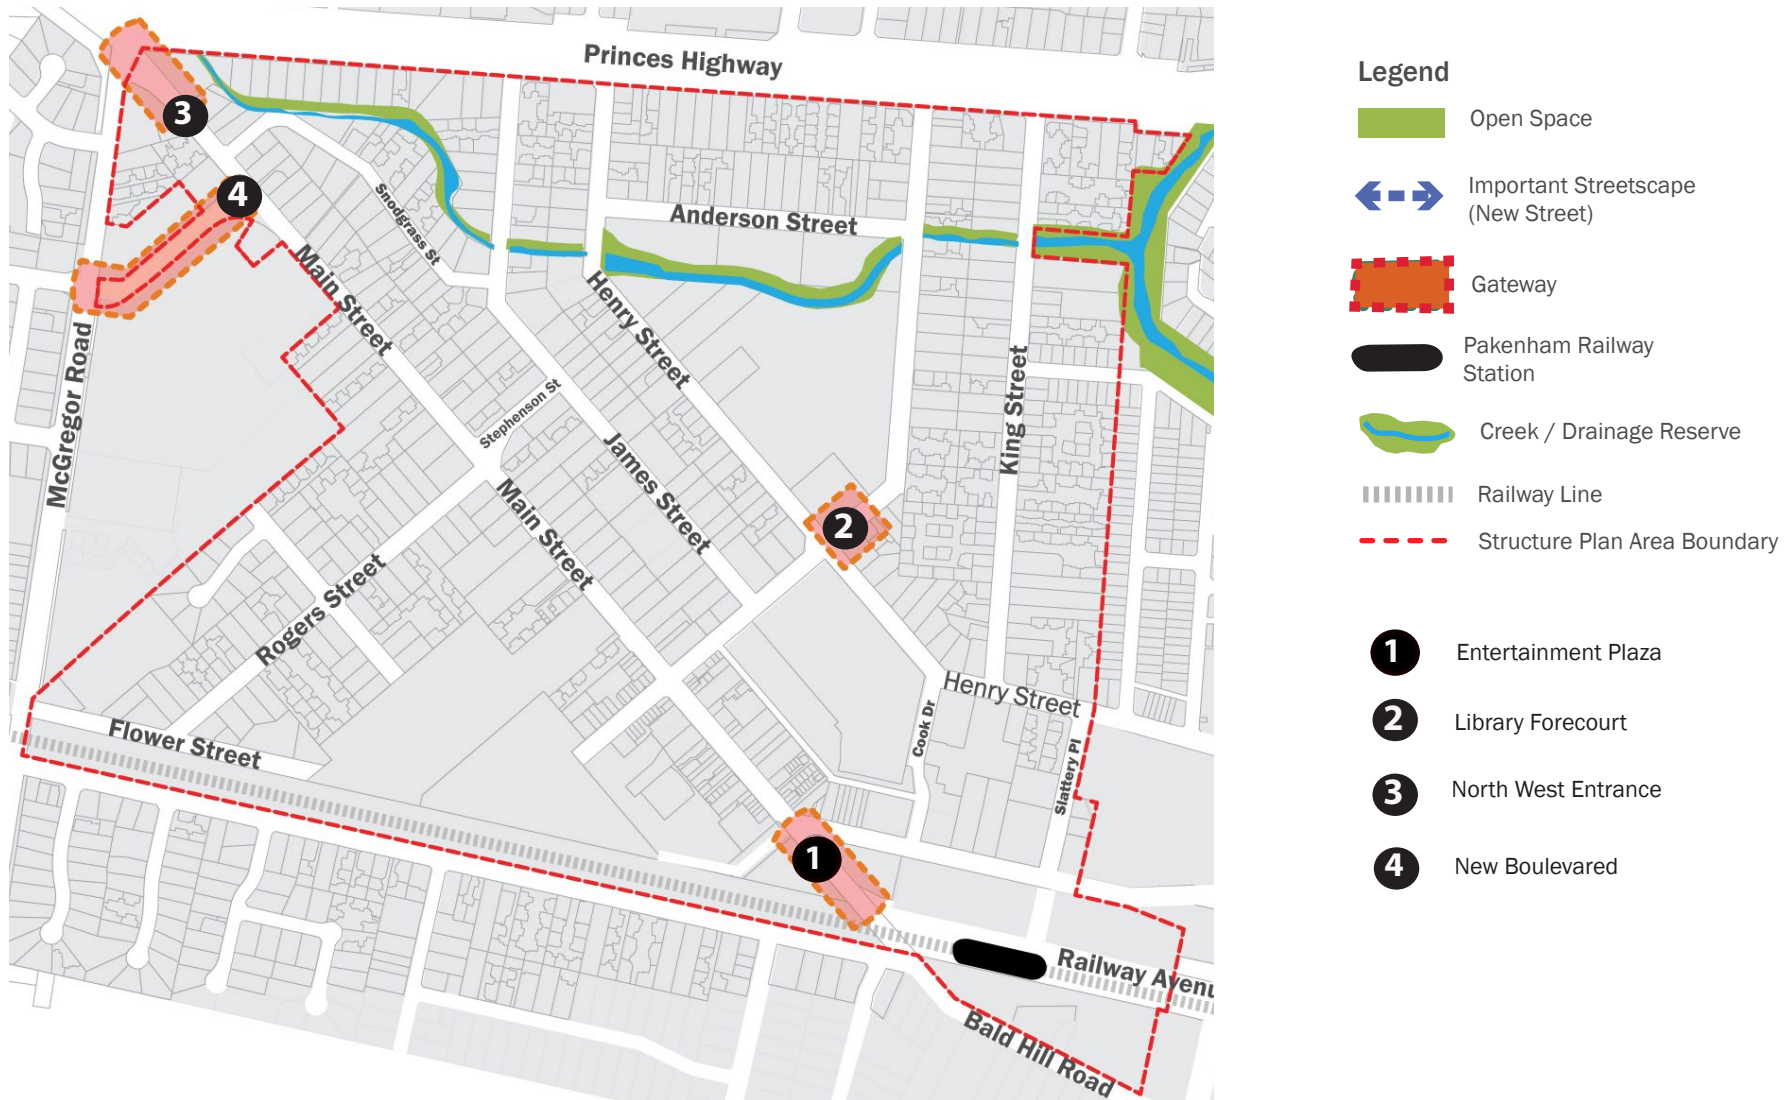 Princes Highway
3
4
Snodgrass St
Anderson Street
Main Street
Henry Street
McGregor Road
King Street
Stephenson St
James Street
Main Street
2
Rogers Street
Henry Street
Cook Dr
Slattery Pl
Flower Street
1
Railway Avenu
Bald Hill Road
Legend
Open Space
Important Streetscape
(New Street)
Gateway
Pakenham Railway
Station
Creek / Drainage Reserve
Railway Line
Structure Plan Area Boundary
1 Entertainment Plaza
2 Library Forecourt
3 North West Entrance
4 New Boulevared